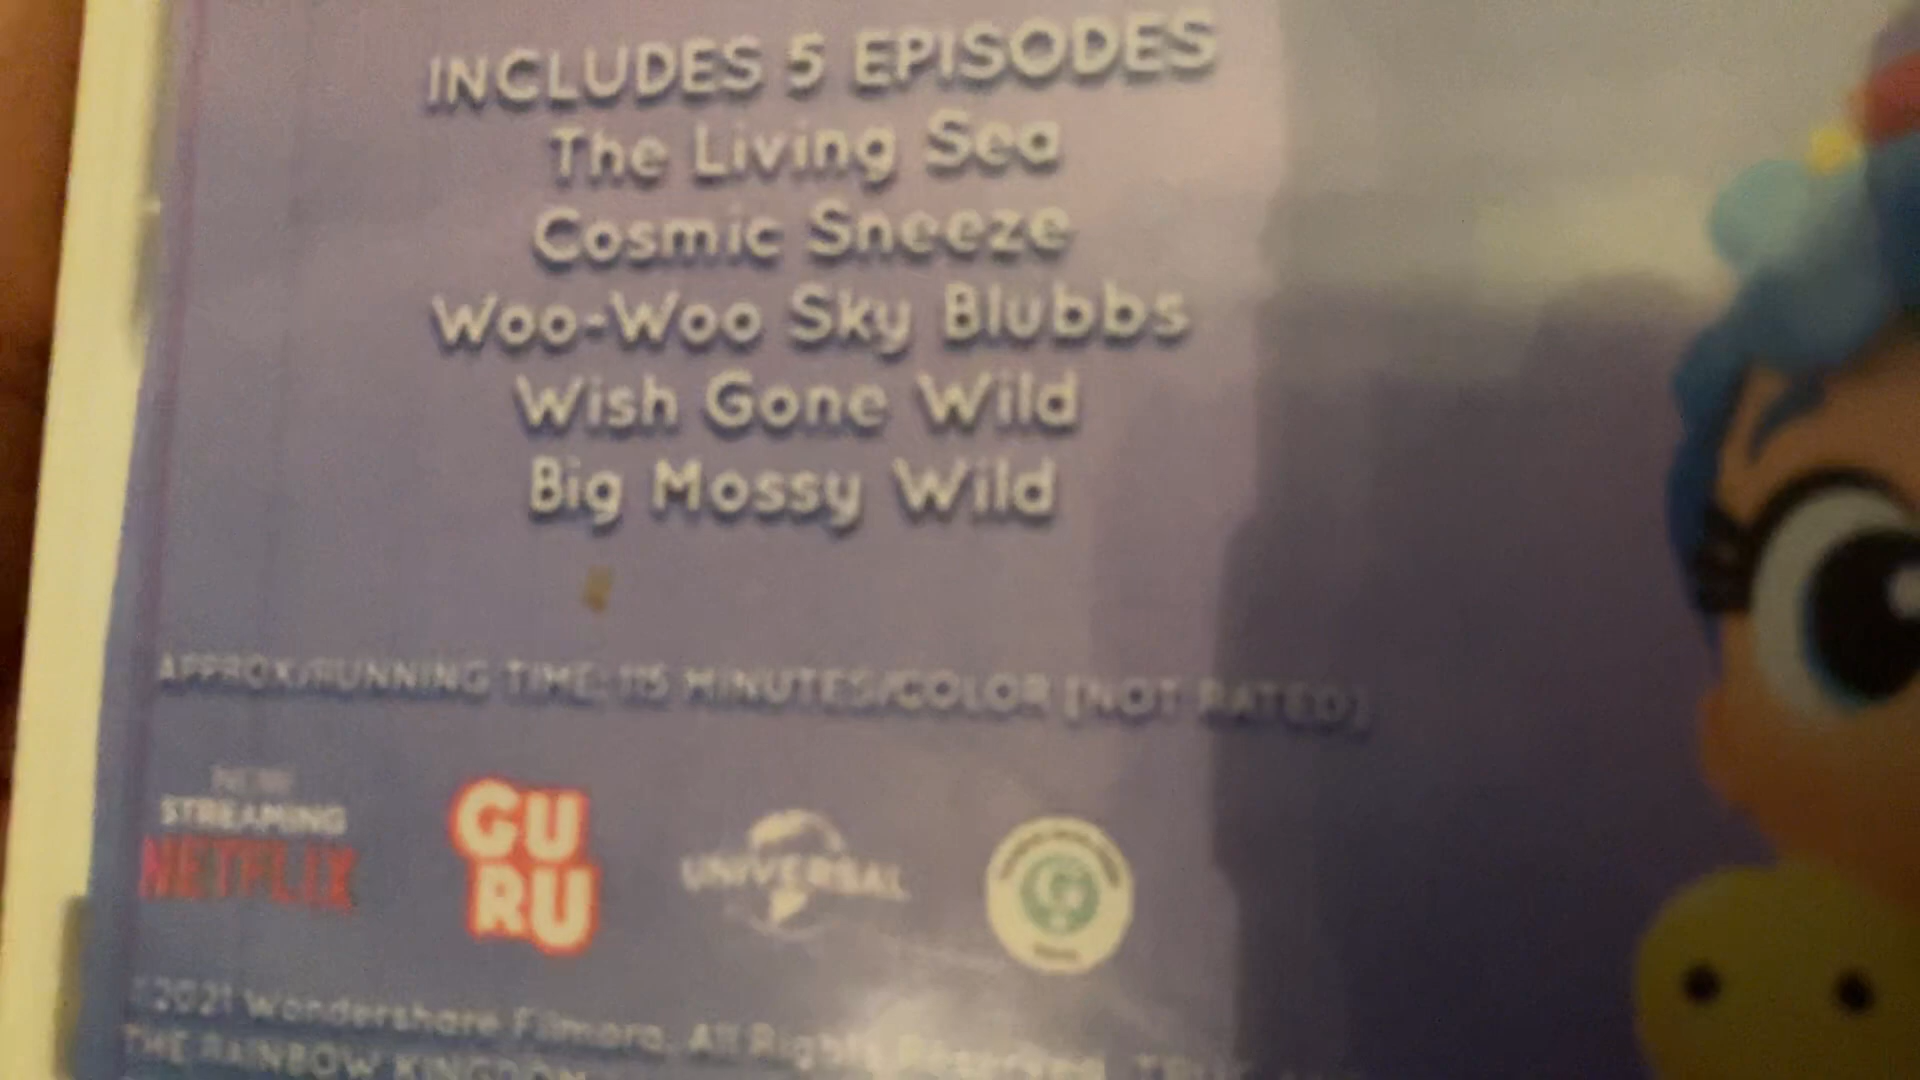 INCLUDES 5 EPISODES
The Living Sea
Cosmic Sneeze
Woo-Woo Sky Blubbs
Wish Gone Wild
Big Mossy Wild
APPROX/RUNNING TIME: 115 MINUTES/COLOR [NOT RATED]
NOW
STREAMING
NETFLIX
GU
RU
UNIVERSAL
2021 Wondershare Filmora. All Rights Reserved.
THE RAINBOW KINGDOM